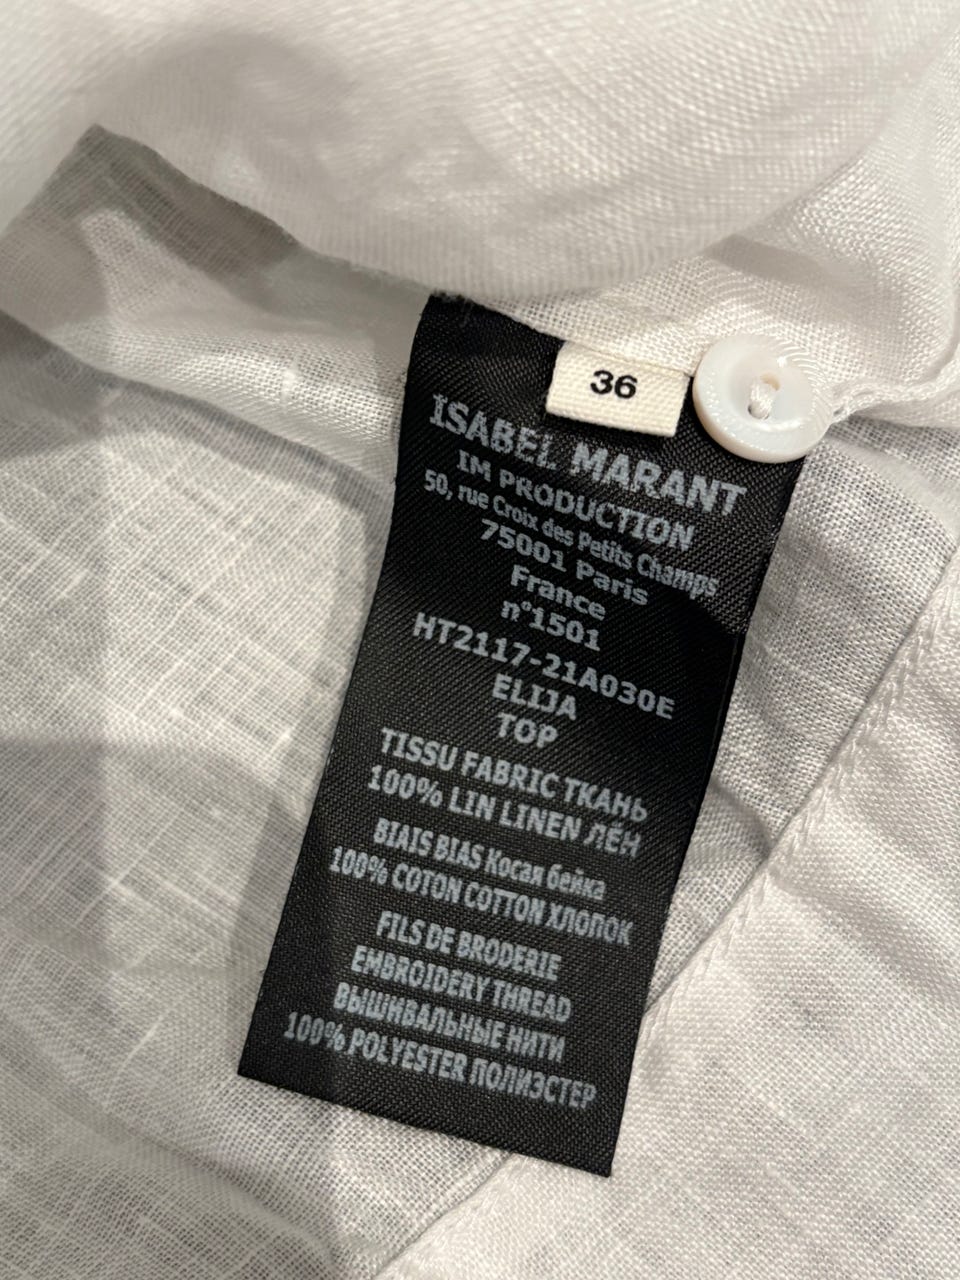 36
ISABEL MARANT
IM PRODUCTION
50, rue Croix des Petits Champs
75001 Paris
France
n°1501
HT2117-21A030E
ELIJA
TOP
TISSU FABRIC ТКАНЬ
100% LIN LINEN ЛЁН
BIAIS BIAS Косая бейка
100% COTON COTTON ХЛОПОК
FILS DE BRODERIE
EMBROIDERY THREAD
ВЫШИВАЛЬНЫЕ НИТИ
100% POLYESTER ПОЛИЭСТЕР